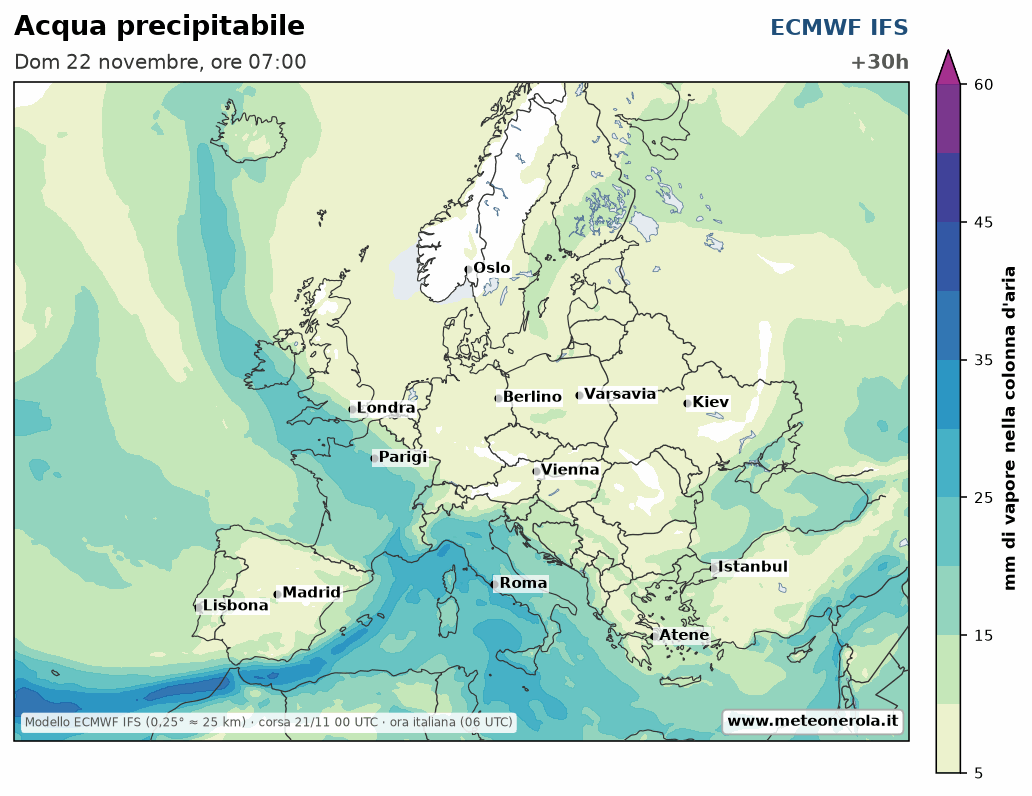 Acqua precipitabile
ECMWF IFS
Dom 22 novembre, ore 07:00
+30h
60
45
35
25
15
5
mm di vapore nella colonna d'aria
Oslo
Londra
Berlino
Varsavia
Kiev
Parigi
Vienna
Istanbul
Roma
Madrid
Lisbona
Atene
Modello ECMWF IFS (0,25° ≈ 25 km) · corsa 21/11 00 UTC · ora italiana (06 UTC)
www.meteonerola.it